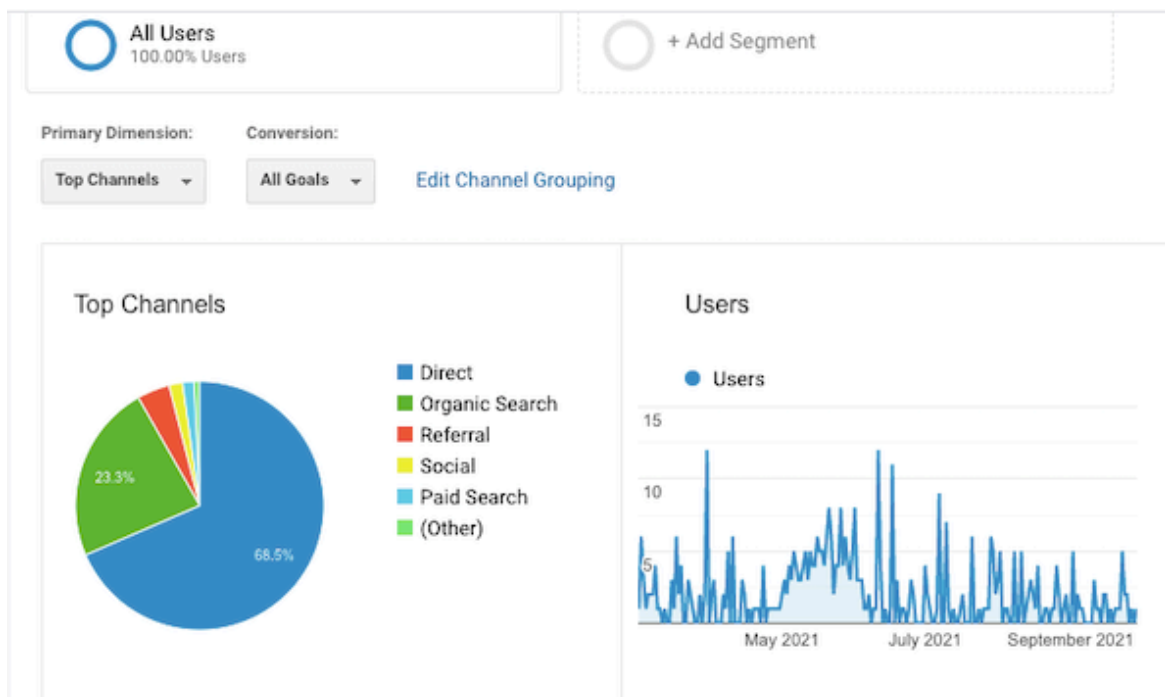 All Users
100.00% Users
+ Add Segment
Primary Dimension:
Conversion:
Top Channels
All Goals
Edit Channel Grouping
Top Channels
Direct
Organic Search
Referral
Social
Paid Search
(Other)
23.3%
68.5%
Users
Users
15
10
5
May 2021
July 2021
September 2021